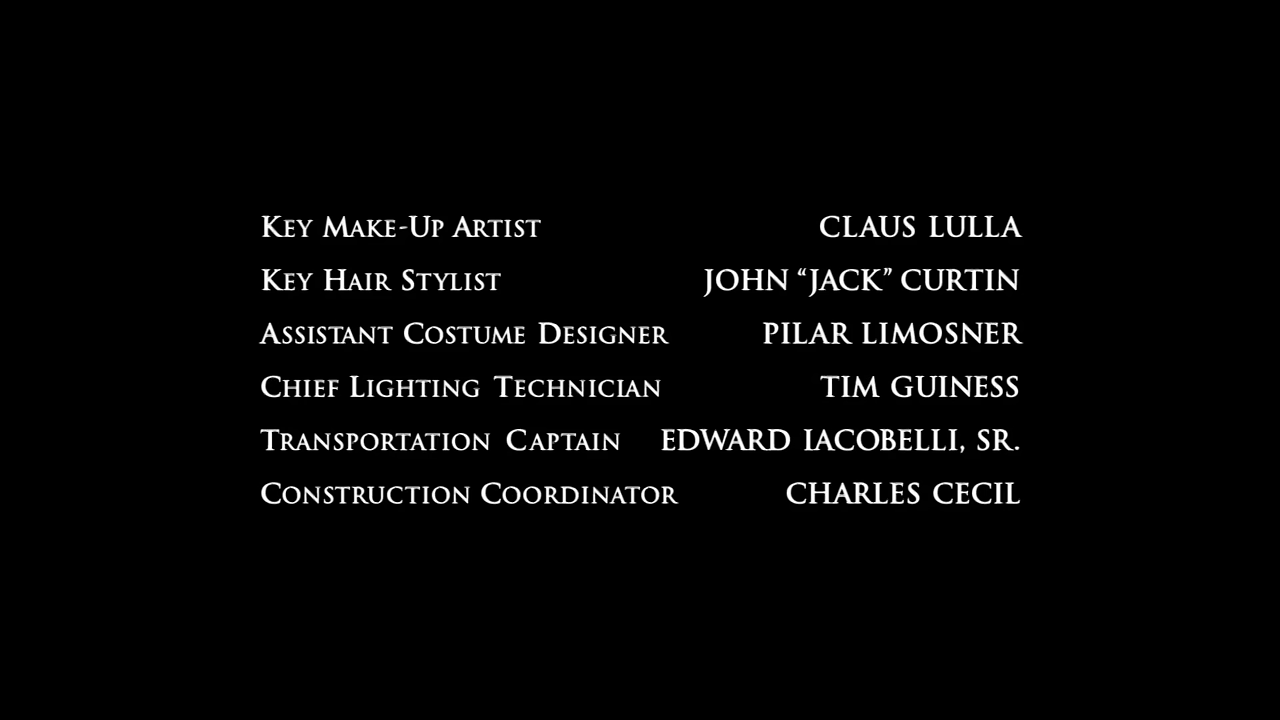 Key Make-Up Artist CLAUS LULLA
Key Hair Stylist JOHN “JACK” CURTIN
Assistant Costume Designer PILAR LIMOSNER
Chief Lighting Technician TIM GUINESS
Transportation Captain EDWARD IACOBELLI, SR.
Construction Coordinator CHARLES CECIL